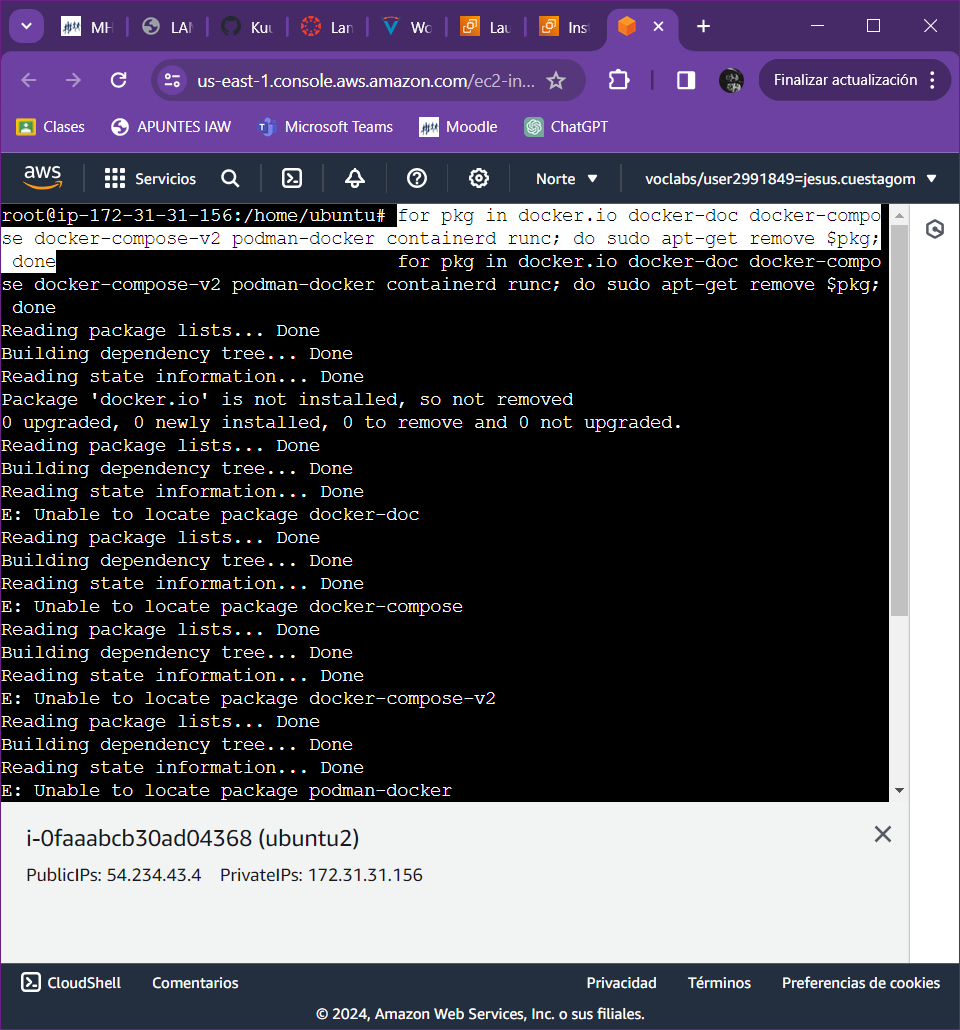 MH
LAN
Kuu
Lan
Wo
Lau
Inst
us-east-1.console.aws.amazon.com/ec2-in...
Finalizar actualización
Clases
APUNTES IAW
Microsoft Teams
Moodle
ChatGPT
aws
Servicios
Norte
voclabs/user2991849=jesus.cuestagom
root@ip-172-31-31-156:/home/ubuntu# for pkg in docker.io docker-doc docker-compo
se docker-compose-v2 podman-docker containerd runc; do sudo apt-get remove $pkg;
done
for pkg in docker.io docker-doc docker-compo
se docker-compose-v2 podman-docker containerd runc; do sudo apt-get remove $pkg;
done
Reading package lists... Done
Building dependency tree... Done
Reading state information... Done
Package 'docker.io' is not installed, so not removed
0 upgraded, 0 newly installed, 0 to remove and 0 not upgraded.
Reading package lists... Done
Building dependency tree... Done
Reading state information... Done
E: Unable to locate package docker-doc
Reading package lists... Done
Building dependency tree... Done
Reading state information... Done
E: Unable to locate package docker-compose
Reading package lists... Done
Building dependency tree... Done
Reading state information... Done
E: Unable to locate package docker-compose-v2
Reading package lists... Done
Building dependency tree... Done
Reading state information... Done
E: Unable to locate package podman-docker
i-0faaabcb30ad04368 (ubuntu2)
PublicIPs: 54.234.43.4 PrivateIPs: 172.31.31.156
CloudShell
Comentarios
Privacidad
Términos
Preferencias de cookies
© 2024, Amazon Web Services, Inc. o sus filiales.